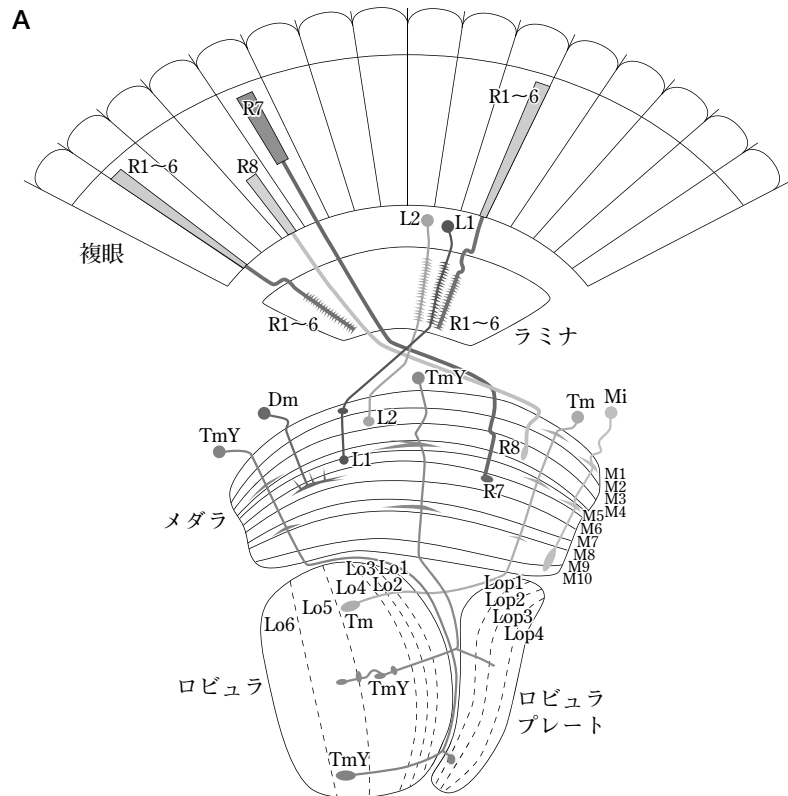 A
R7
R1〜6
R1〜6
R8
L2
L1
複眼
R1〜6
R1〜6
ラミナ
TmY
Dm
Tm
Mi
L2
TmY
R8
L1
R7
M1
M2
M3
M4
M5
M6
M7
M8
M9
M10
メダラ
Lo3
Lo1
Lo4
Lo2
Lo5
Lo6
Tm
Lop1
Lop2
Lop3
Lop4
ロビュラ
TmY
ロビュラ
プレート
TmY